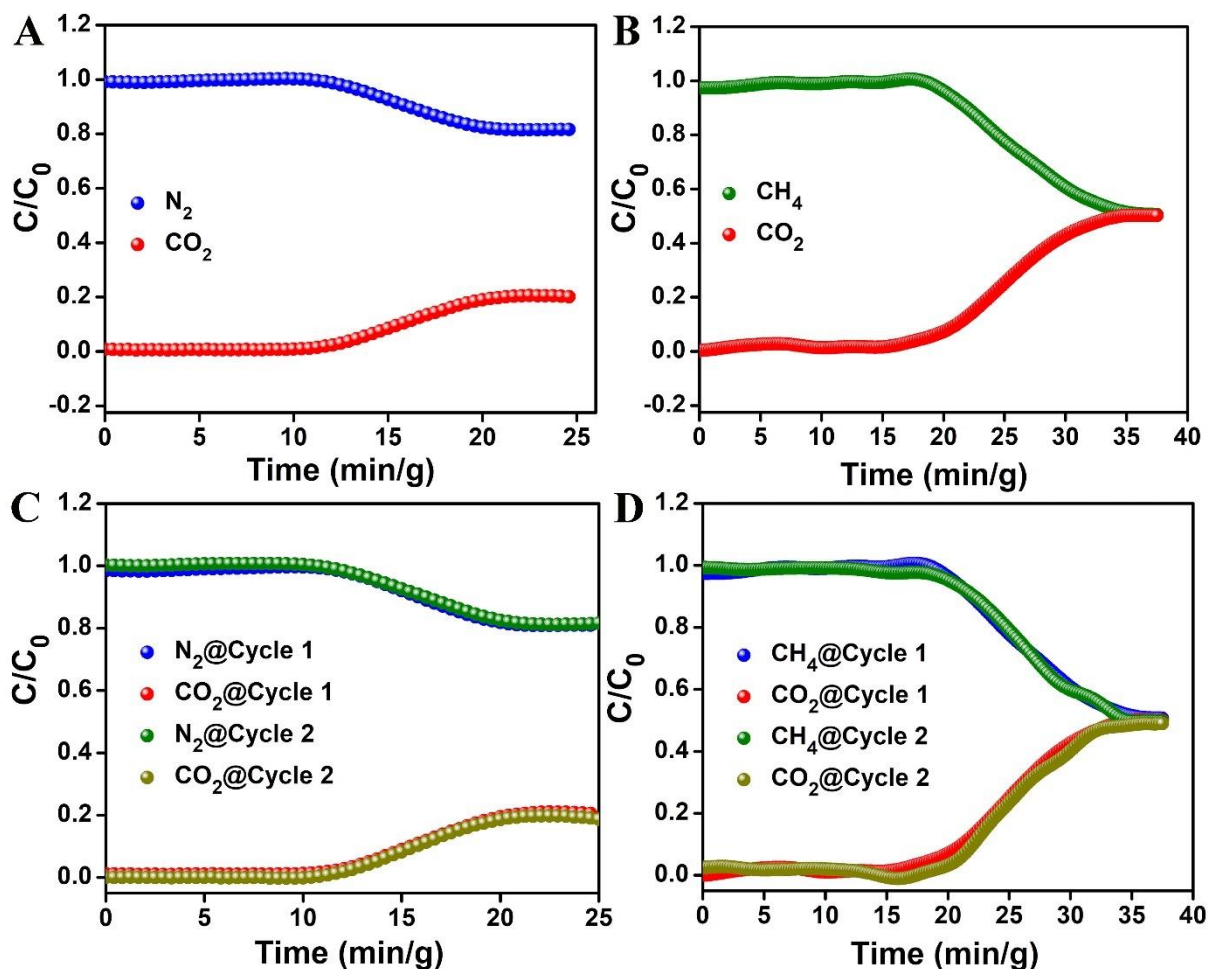 A
1.2
1.0
0.8
0.6
0.4
0.2
0.0
-0.2
C/C₀
N₂
CO₂
0 5 10 15 20 25
Time (min/g)
B
1.2
1.0
0.8
0.6
0.4
0.2
0.0
-0.2
C/C₀
CH₄
CO₂
0 5 10 15 20 25 30 35 40
Time (min/g)
C
1.2
1.0
0.8
0.6
0.4
0.2
0.0
C/C₀
N₂@Cycle 1
CO₂@Cycle 1
N₂@Cycle 2
CO₂@Cycle 2
0 5 10 15 20 25
Time (min/g)
D
1.2
1.0
0.8
0.6
0.4
0.2
0.0
C/C₀
CH₄@Cycle 1
CO₂@Cycle 1
CH₄@Cycle 2
CO₂@Cycle 2
0 5 10 15 20 25 30 35 40
Time (min/g)